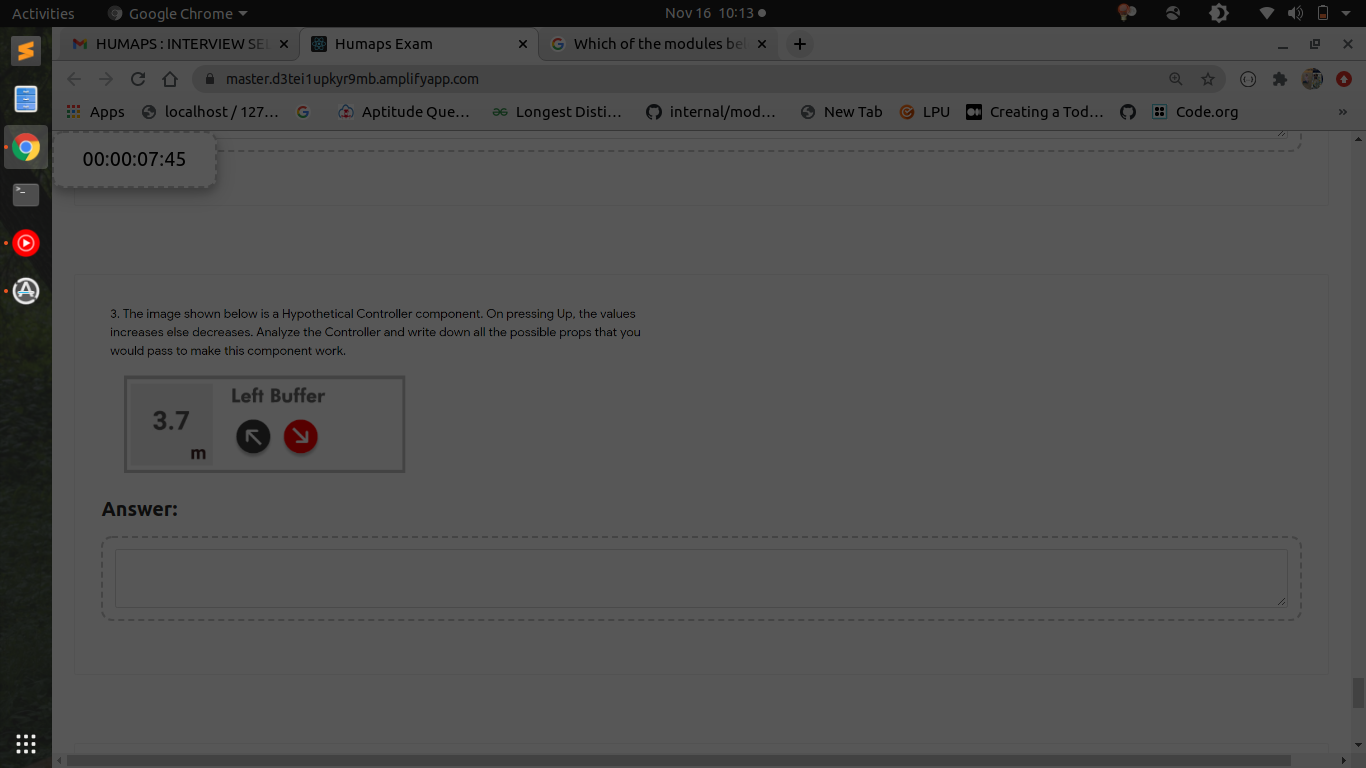 Activities
Google Chrome
Nov 16 10:13
HUMAPS : INTERVIEW SE
Humaps Exam
Which of the modules be
master.d3tei1upkyr9mb.amplifyapp.com
Apps
localhost / 127...
Aptitude Que...
Longest Disti...
internal/mod...
New Tab
LPU
Creating a Tod...
Code.org
»
00:00:07:45
3. The image shown below is a Hypothetical Controller component. On pressing Up, the values
increases else decreases. Analyze the Controller and write down all the possible props that you
would pass to make this component work.
Left Buffer
3.7
m
Answer: